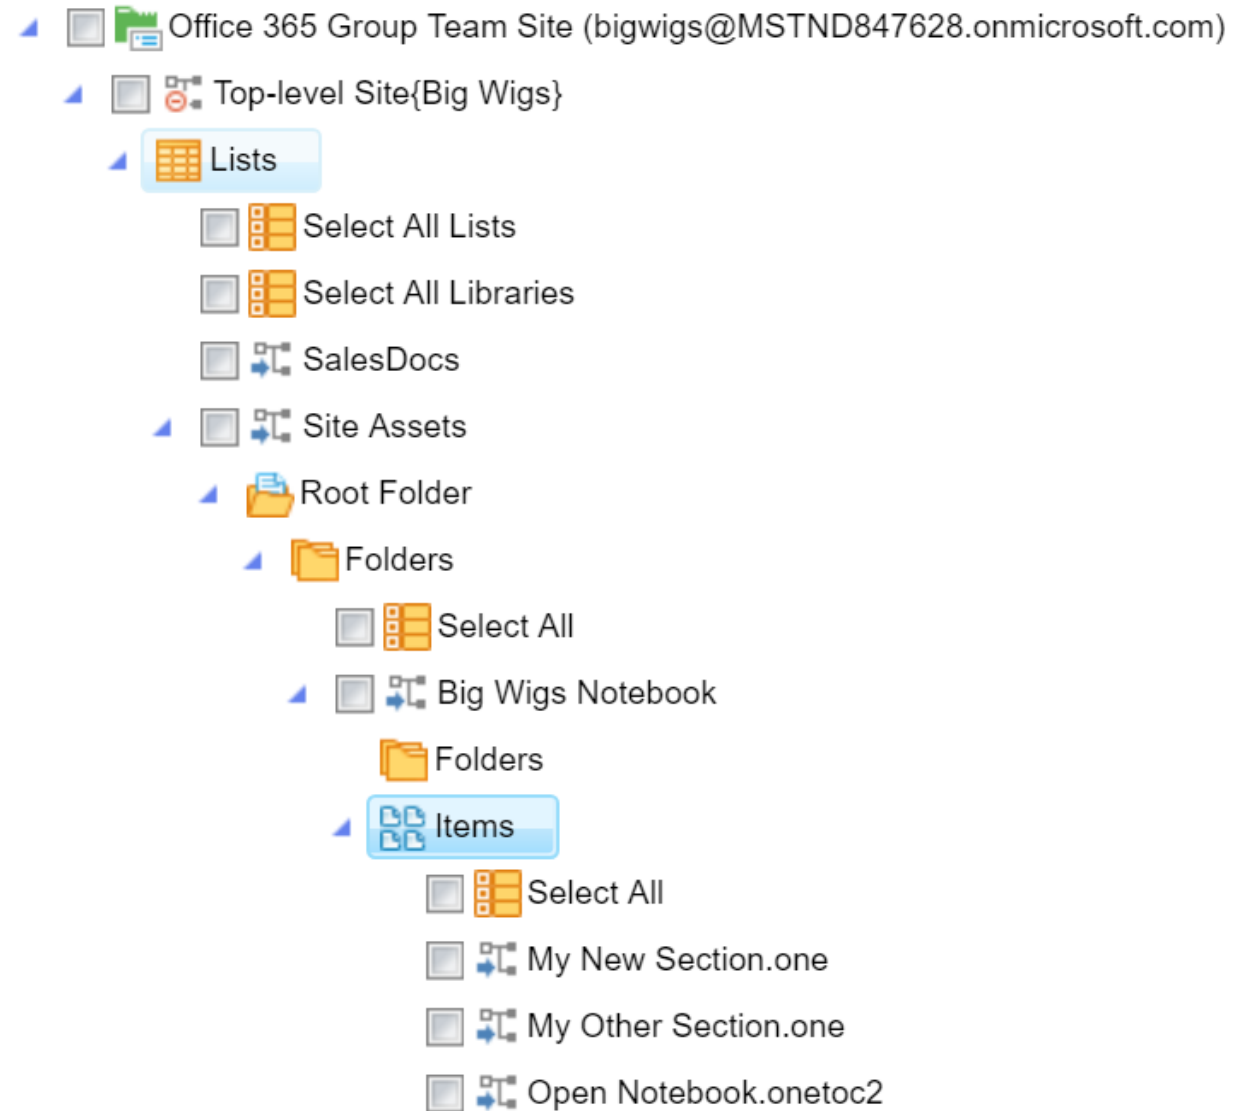 Office 365 Group Team Site (bigwigs@MSTND847628.onmicrosoft.com)
Top-level Site{Big Wigs}
Lists
Select All Lists
Select All Libraries
SalesDocs
Site Assets
Root Folder
Folders
Select All
Big Wigs Notebook
Folders
Items
Select All
My New Section.one
My Other Section.one
Open Notebook.onetoc2